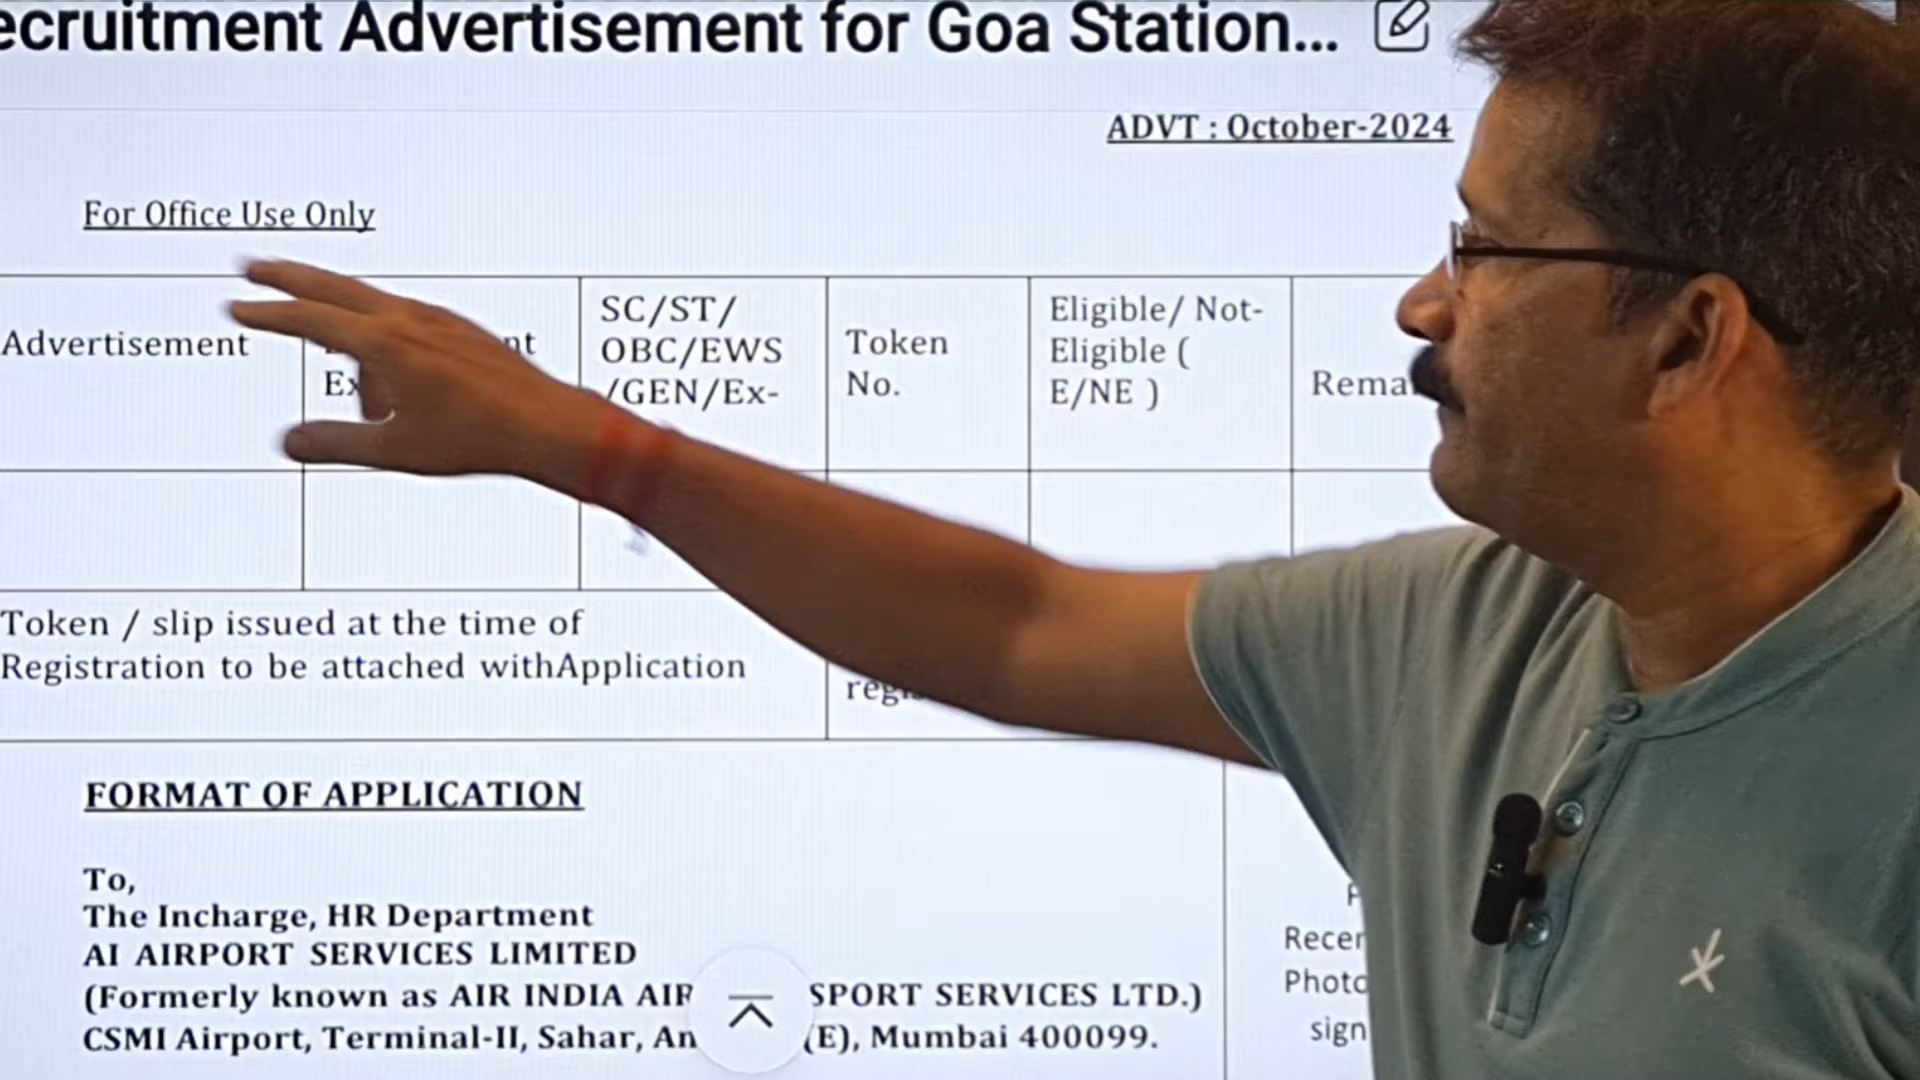 ecruitment Advertisement for Goa Station...
ADVT : October-2024
For Office Use Only
Advertisement
SC/ST/
OBC/EWS
/GEN/Ex-
Token
No.
Eligible/ Not-
Eligible (
E/NE )
Token / slip issued at the time of
Registration to be attached withApplication
FORMAT OF APPLICATION
To,
The Incharge, HR Department
AI AIRPORT SERVICES LIMITED
(Formerly known as AIR INDIA AIR SPORT SERVICES LTD.)
CSMI Airport, Terminal-II, Sahar, An (E), Mumbai 400099.
Photo
sign